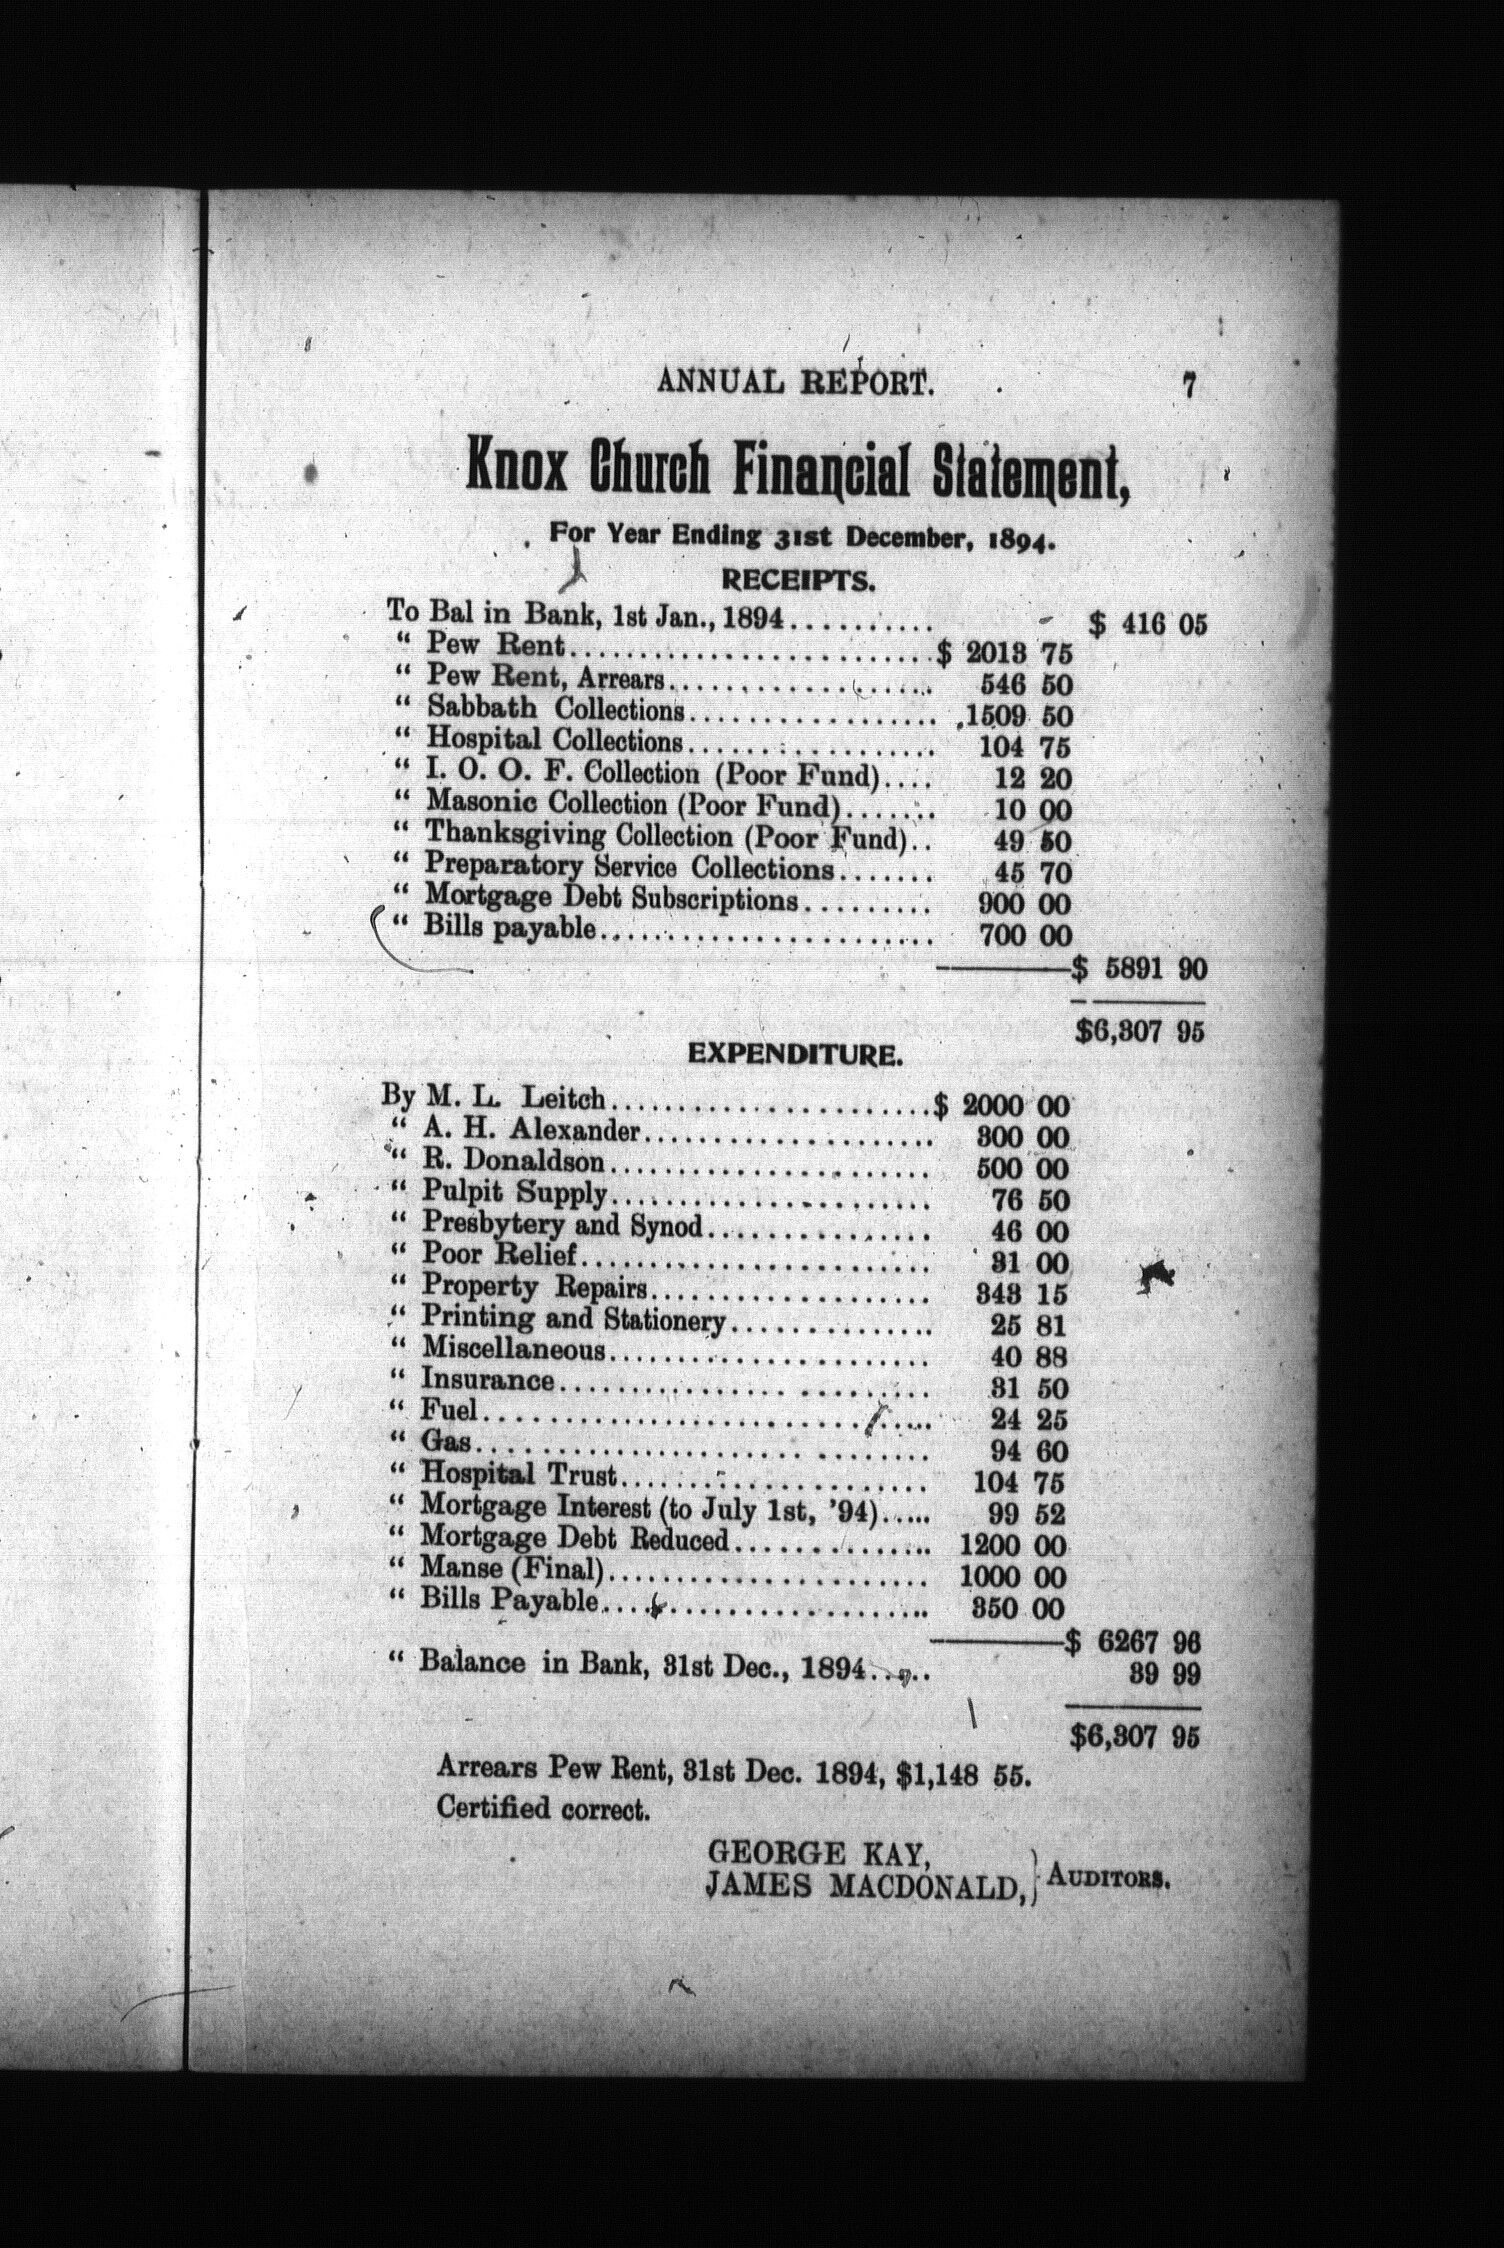 ANNUAL REPORT. 7
Knox Church Financial Statement,
For Year Ending 31st December, 1894.
RECEIPTS.
To Bal in Bank, 1st Jan., 1894.......... $ 416 05
“ Pew Rent..........................$ 2013 75
“ Pew Rent, Arrears................... 546 50
“ Sabbath Collections................. 1509 50
“ Hospital Collections................. 104 75
“ I. O. O. F. Collection (Poor Fund).... 12 20
“ Masonic Collection (Poor Fund)....... 10 00
“ Thanksgiving Collection (Poor Fund).. 49 50
“ Preparatory Service Collections....... 45 70
“ Mortgage Debt Subscriptions......... 900 00
“ Bills payable........................ 700 00
$ 5891 90
$6,307 95
EXPENDITURE.
By M. L. Leitch.......................$ 2000 00
“ A. H. Alexander.................... 300 00
“ R. Donaldson...................... 500 00
“ Pulpit Supply...................... 76 50
“ Presbytery and Synod............... 46 00
“ Poor Relief........................ 31 00
“ Property Repairs................... 343 15
“ Printing and Stationery.............. 25 81
“ Miscellaneous...................... 40 88
“ Insurance......................... 31 50
“ Fuel.............................. 24 25
“ Gas.............................. 94 60
“ Hospital Trust...................... 104 75
“ Mortgage Interest (to July 1st, ’94)..... 99 52
“ Mortgage Debt Reduced.............. 1200 00
“ Manse (Final)...................... 1000 00
“ Bills Payable....................... 350 00
$ 6267 96
“ Balance in Bank, 31st Dec., 1894..... 39 99
$6,307 95
Arrears Pew Rent, 31st Dec. 1894, $1,148 55.
Certified correct.
GEORGE KAY,
JAMES MACDONALD, } AUDITORS.